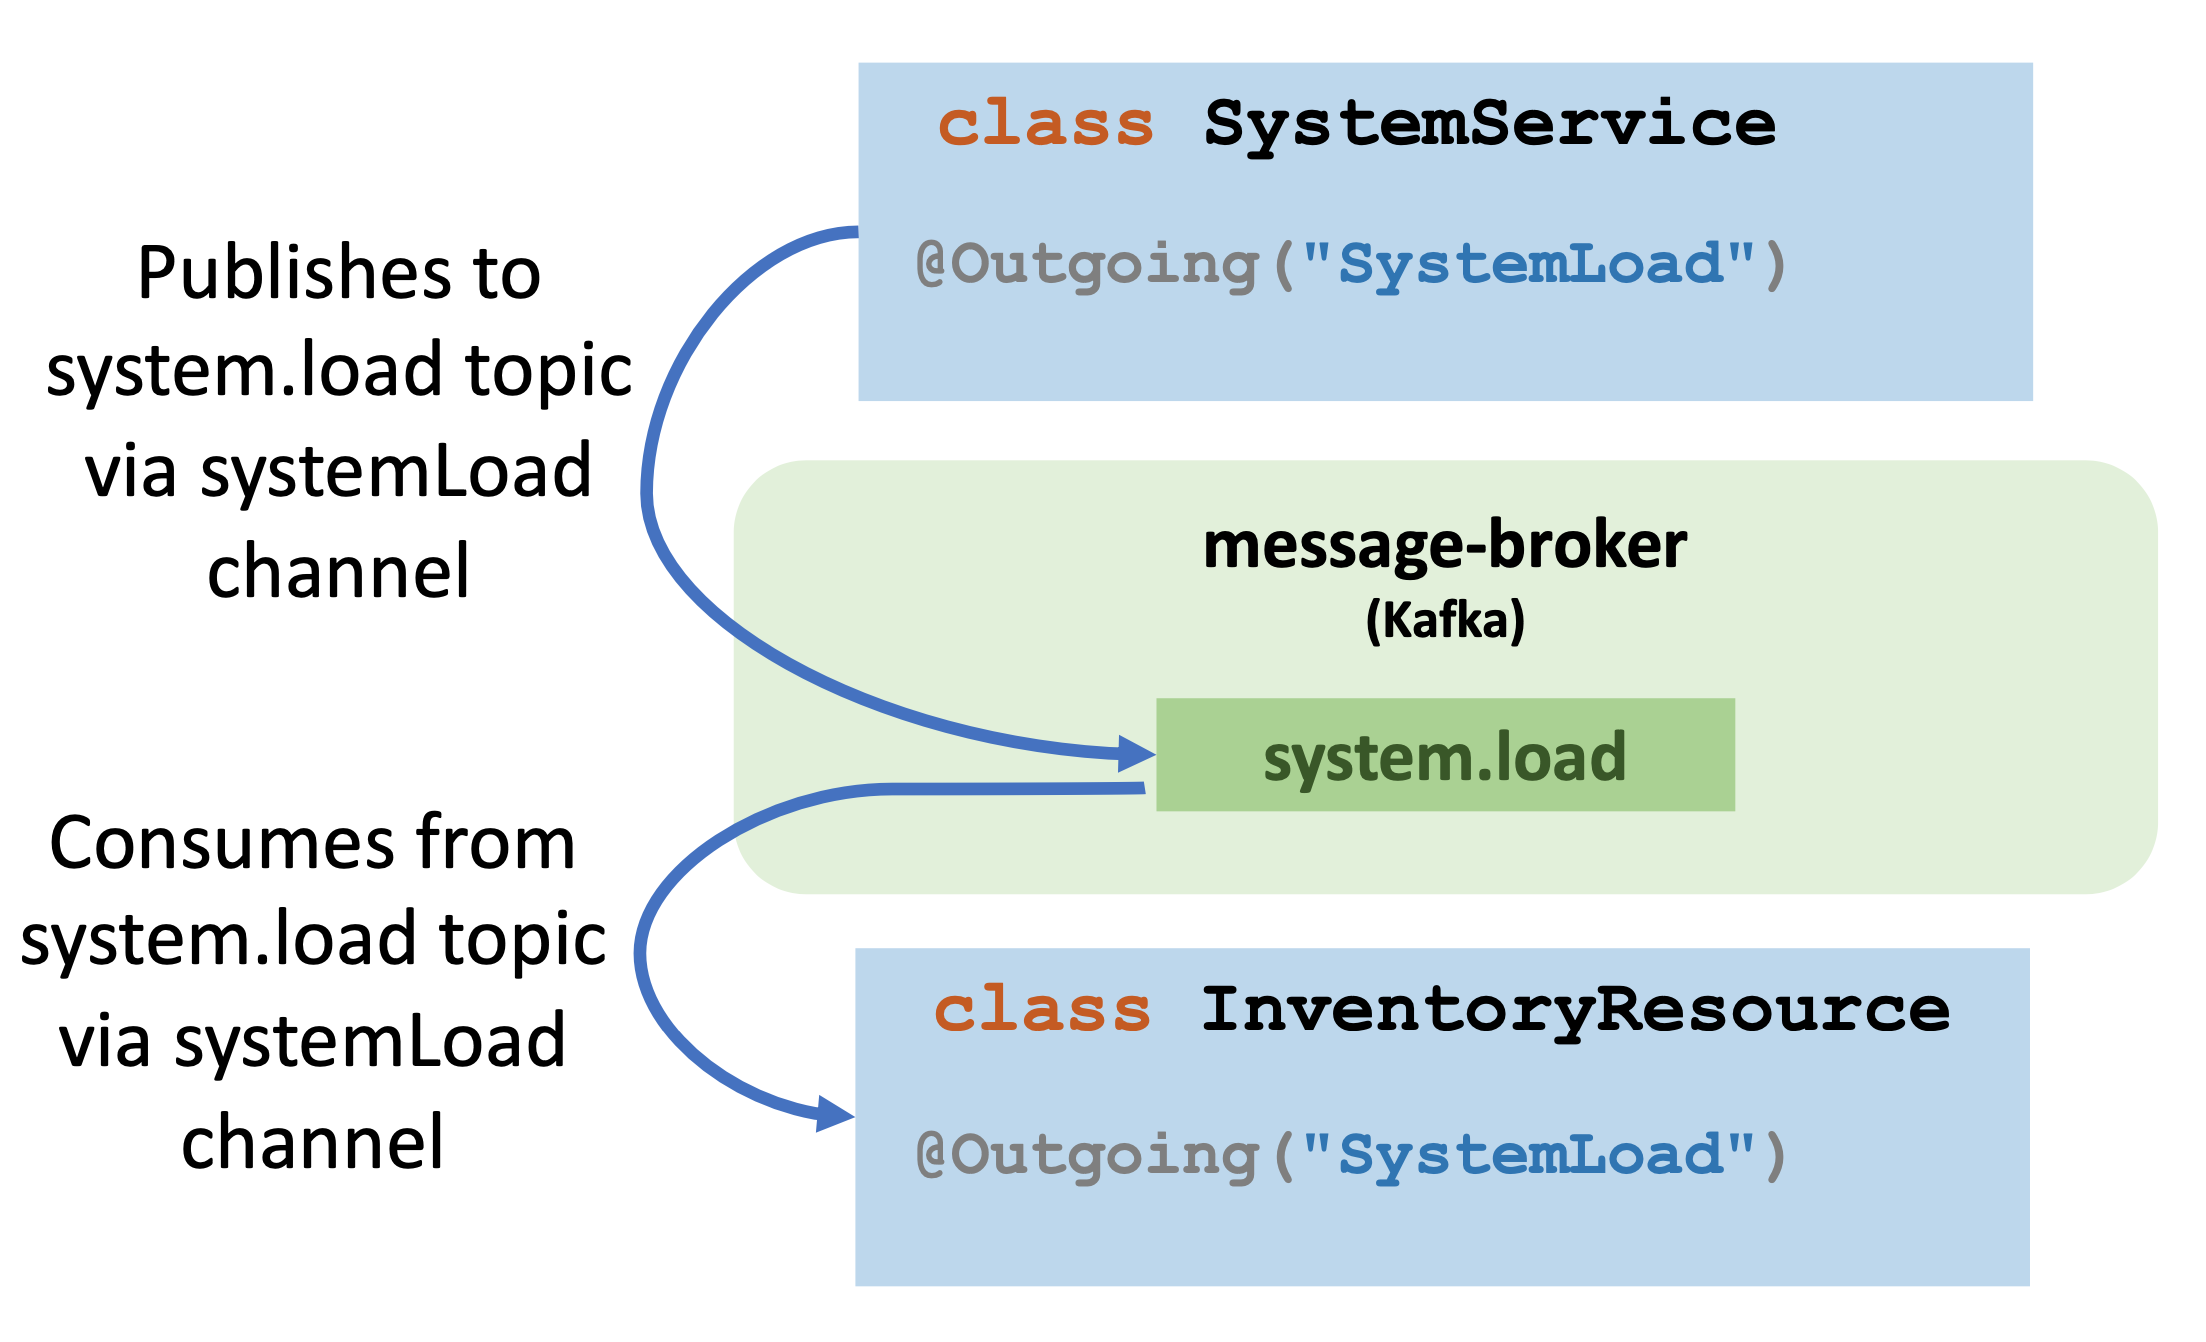 class SystemService
@Outgoing("SystemLoad")
Publishes to
system.load topic
via systemLoad
channel
message-broker
(Kafka)
system.load
Consumes from
system.load topic
via systemLoad
channel
class InventoryResource
@Outgoing("SystemLoad")